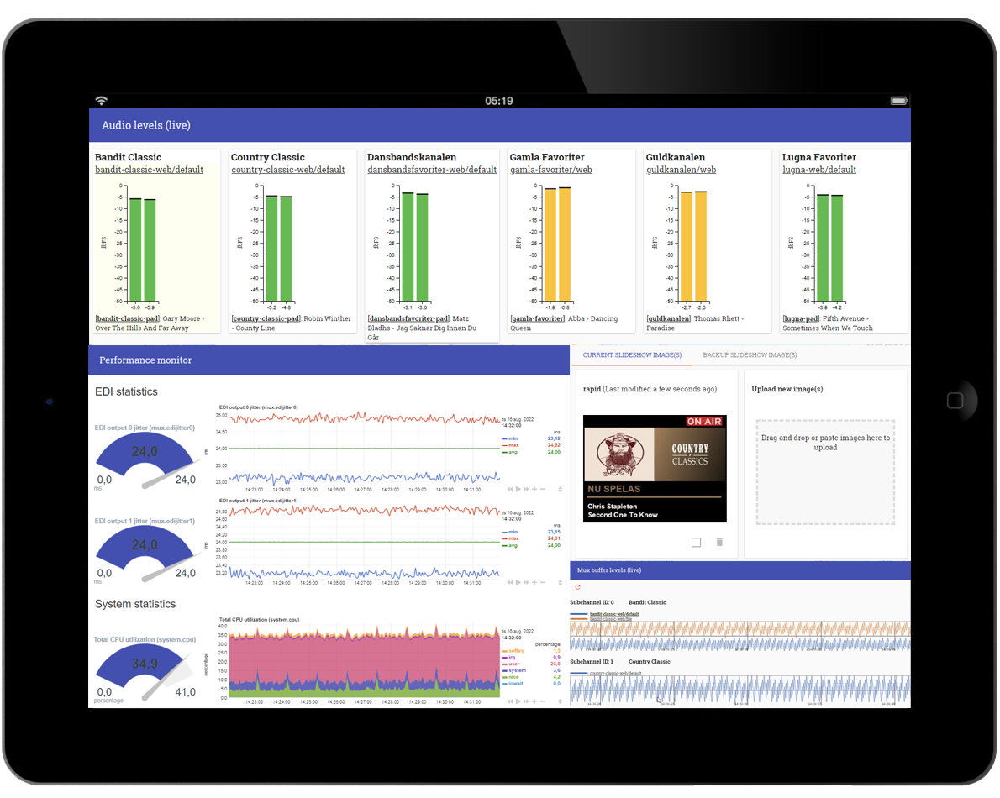 05:19
Audio levels (live)
Bandit Classic
bandit-classic-web/default
0
-5
-10
-15
-20
-25
-30
-35
-40
-45
-50
dbFS
-5.6 -5.9
[bandit-classic-pad]: Gary Moore -
Over The Hills And Far Away
Country Classic
country-classic-web/default
0
-5
-10
-15
-20
-25
-30
-35
-40
-45
-50
dbFS
-5.2 -4.8
[country-classic-pad]: Robin Winther
- County Line
Dansbandskanalen
dansbandsfavoriter-web/default
0
-5
-10
-15
-20
-25
-30
-35
-40
-45
-50
dbFS
-3.1 -3.6
[dansbandsfavoriter-pad]: Matz
Bladhs - Jag Saknar Dig Innan Du
Går
Gamla Favoriter
gamla-favoriter/web
0
-5
-10
-15
-20
-25
-30
-35
-40
-45
-50
dbFS
-1.9 -0.8
[gamla-favoriter]: Abba - Dancing
Queen
Guldkanalen
guldkanalen/web
0
-5
-10
-15
-20
-25
-30
-35
-40
-45
-50
dbFS
-2.7 -2.6
[guldkanalen]: Thomas Rhett -
Paradise
Lugna Favoriter
lugna-web/default
0
-5
-10
-15
-20
-25
-30
-35
-40
-45
-50
dbFS
-3.9 -4.2
[lugna-pad]: Fifth Avenue -
Sometimes When We Touch
Performance monitor
EDI statistics
EDI output 0 jitter (mux.edijitter0)
24,0
0,0
24,0
ms
EDI output 0 jitter (mux.edijitter0)
25,00
24,50
24,00
23,50
23,00
ms
14:23:00 14:24:00 14:25:00 14:26:00 14:27:00 14:28:00 14:29:00 14:30:00 14:31:00
tis 16 aug. 2022
14:32:00
ms
min 23,12
max 24,82
avg 24,00
EDI output 1 jitter (mux.edijitter1)
24,0
0,0
24,0
ms
EDI output 1 jitter (mux.edijitter1)
24,80
24,60
24,40
24,20
24,00
23,80
23,60
23,40
23,20
ms
14:23:00 14:24:00 14:25:00 14:26:00 14:27:00 14:28:00 14:29:00 14:30:00 14:31:00
tis 16 aug. 2022
14:32:00
ms
min 23,15
max 24,81
avg 24,00
System statistics
Total CPU utilization (system.cpu)
34,9
0,0
41,0
percentage
Total CPU utilization (system.cpu)
40,0
35,0
30,0
25,0
20,0
15,0
10,0
5,0
0,0
percentage
14:23:00 14:24:00 14:25:00 14:26:00 14:27:00 14:28:00 14:29:00 14:30:00 14:31:00
tis 16 aug. 2022
14:32:00
percentage
softirq 1,3
irq 0,9
user 23,8
system 3,6
nice 4,2
iowait 0,0
CURRENT SLIDESHOW IMAGE(S)
BACKUP SLIDESHOW IMAGE(S)
rapid (Last modified a few seconds ago)
ON AIR
COUNTRY
CLASSICS
NU SPELAS
Chris Stapleton
Second One To Know
Upload new image(s)
Drag and drop or paste images here to
upload
Mux buffer levels (live)
Subchannel ID: 0 Bandit Classic
bandit-classic-web/default
bandit-classic-web/file
Subchannel ID: 1 Country Classic
country-classic-web/default